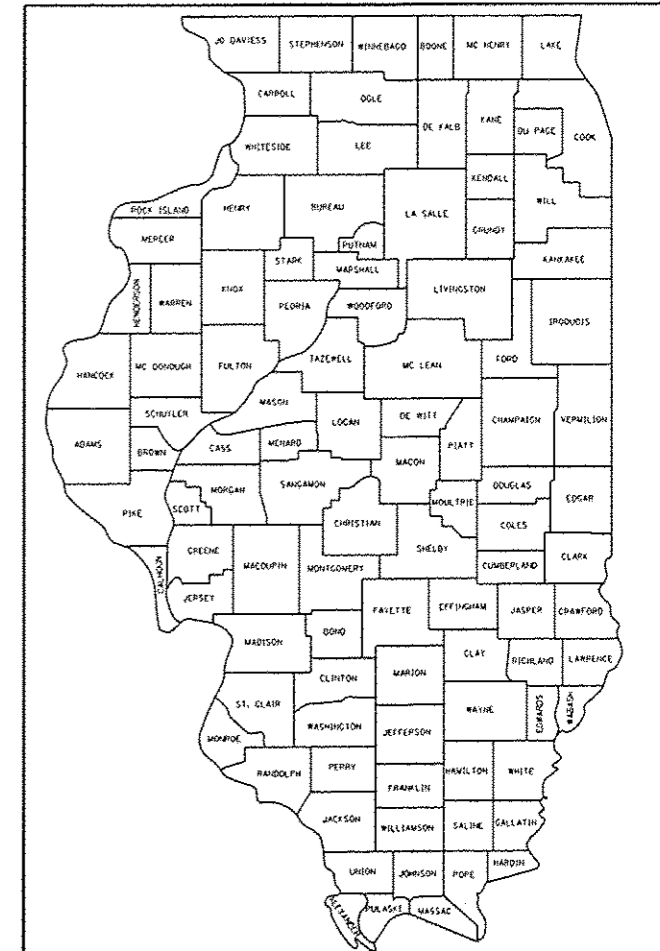 JO DAVIESS
STEPHENSON
WINNEBAGO
BOONE
MC HENRY
LAKE
CARROLL
OGLE
DE KALB
KANE
DU PAGE
COOK
WHITESIDE
LEE
KENDALL
WILL
ROCK ISLAND
HENRY
BUREAU
LA SALLE
GRUNDY
MERCER
PUTNAM
STARK
MARSHALL
KANKAKEE
HENDERSON
WARREN
KNOX
PEORIA
WOODFORD
LIVINGSTON
IROQUOIS
HANCOCK
MC DONOUGH
FULTON
TAZEWELL
MC LEAN
FORD
SCHUYLER
MASON
LOGAN
DE WITT
CHAMPAIGN
VERMILION
ADAMS
BROWN
CASS
MENARD
PIATT
MACON
PIKE
SCOTT
MORGAN
SANGAMON
CHRISTIAN
MOULTRIE
DOUGLAS
EDGAR
COLES
CALHOUN
GREENE
MACOUPIN
MONTGOMERY
SHELBY
CUMBERLAND
CLARK
JERSEY
FAYETTE
EFFINGHAM
JASPER
CRAWFORD
MADISON
BOND
CLAY
RICHLAND
LAWRENCE
CLINTON
MARION
ST. CLAIR
WAYNE
EDWARDS
WABASH
WASHINGTON
JEFFERSON
MONROE
RANDOLPH
PERRY
FRANKLIN
HAMILTON
WHITE
JACKSON
WILLIAMSON
SALINE
GALLATIN
UNION
JOHNSON
POPE
HARDIN
ALEXANDER
PULASKI
MASSAC